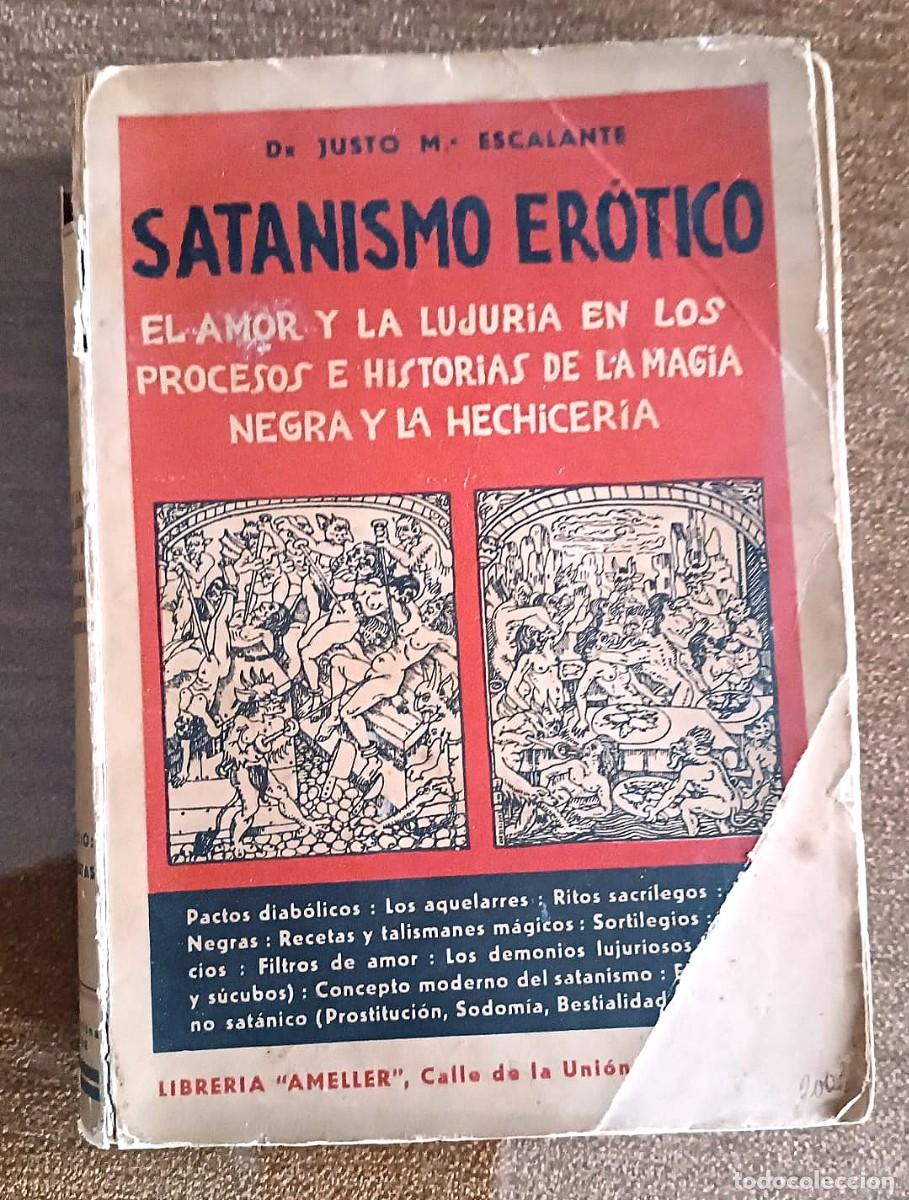 Dr JUSTO M.ª ESCALANTE
SATANISMO ERÓTICO
EL AMOR Y LA LUJURIA EN LOS
PROCESOS E HISTORIAS DE LA MAGIA
NEGRA Y LA HECHICERÍA
Pactos diabólicos : Los aquelarres : Ritos sacrílegos :
Negras : Recetas y talismanes mágicos : Sortilegios :
cios : Filtros de amor : Los demonios lujuriosos
y súcubos) : Concepto moderno del satanismo :
no satánico (Prostitución, Sodomía, Bestialidad
LIBRERIA "AMELLER", Calle de la Unión
todocoleccion